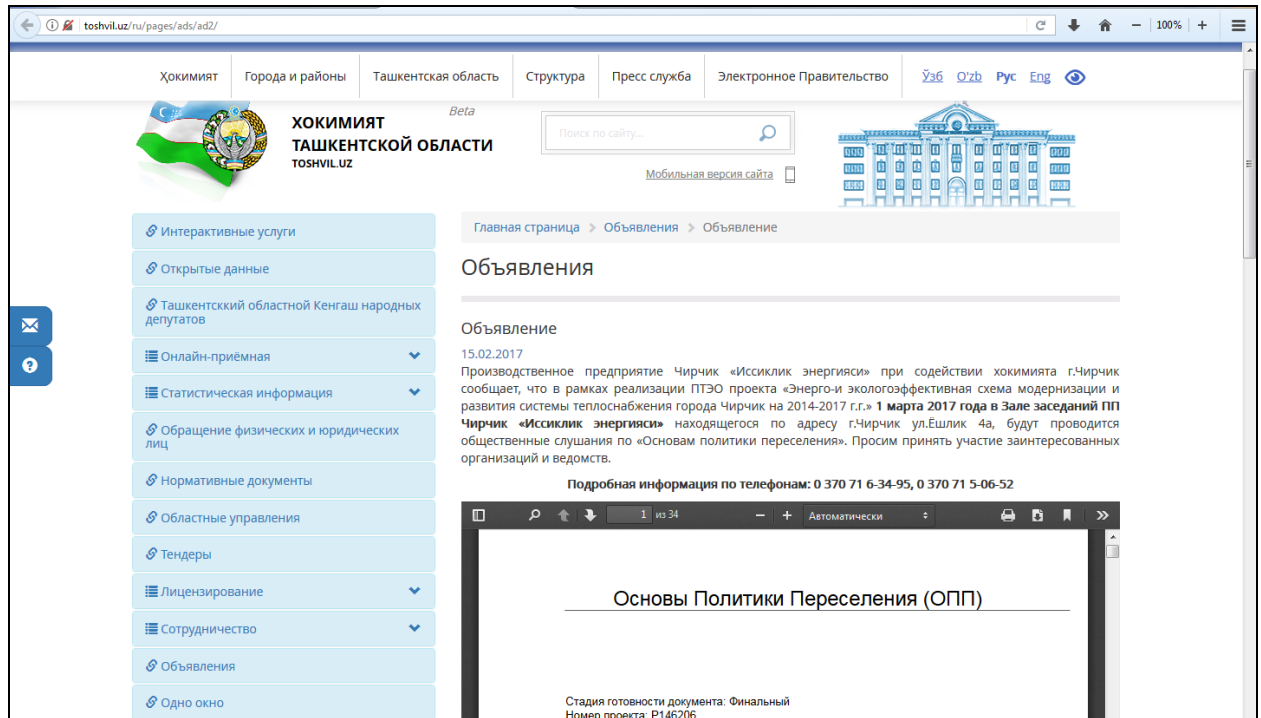 toshvil.uz/ru/pages/ads/ad2/
100%
Ҳокимият Города и районы Ташкентская область Структура Пресс служба Электронное Правительство Ўзб O'zb Рус Eng
Beta
ХОКИМИЯТ
ТАШКЕНТСКОЙ ОБЛАСТИ
TOSHVIL.UZ
Поиск по сайту...
Мобильная версия сайта
Интерактивные услуги
Открытые данные
Ташкентсккий областной Кенгаш народных
депутатов
Онлайн-приёмная
Статистическая информация
Обращение физических и юридических
лиц
Нормативные документы
Областные управления
Тендеры
Лицензирование
Сотрудничество
Объявления
Одно окно
Главная страница > Объявления > Объявление
Объявления
Объявление
15.02.2017
Производственное предприятие Чирчик «Иссиклик энергияси» при содействии хокимията г.Чирчик
сообщает, что в рамках реализации ПТЭО проекта «Энерго-и экологоэффективная схема модернизации и
развития системы теплоснабжения города Чирчик на 2014-2017 г.г.» 1 марта 2017 года в Зале заседаний ПП
Чирчик «Иссиклик энергияси» находящегося по адресу г.Чирчик ул.Ёшлик 4а, будут проводится
общественные слушания по «Основам политики переселения». Просим принять участие заинтересованных
организаций и ведомств.
Подробная информация по телефонам: 0 370 71 6-34-95, 0 370 71 5-06-52
1 из 34
Автоматически
Основы Политики Переселения (ОПП)
Стадия готовности документа: Финальный
Номер проекта: P146206